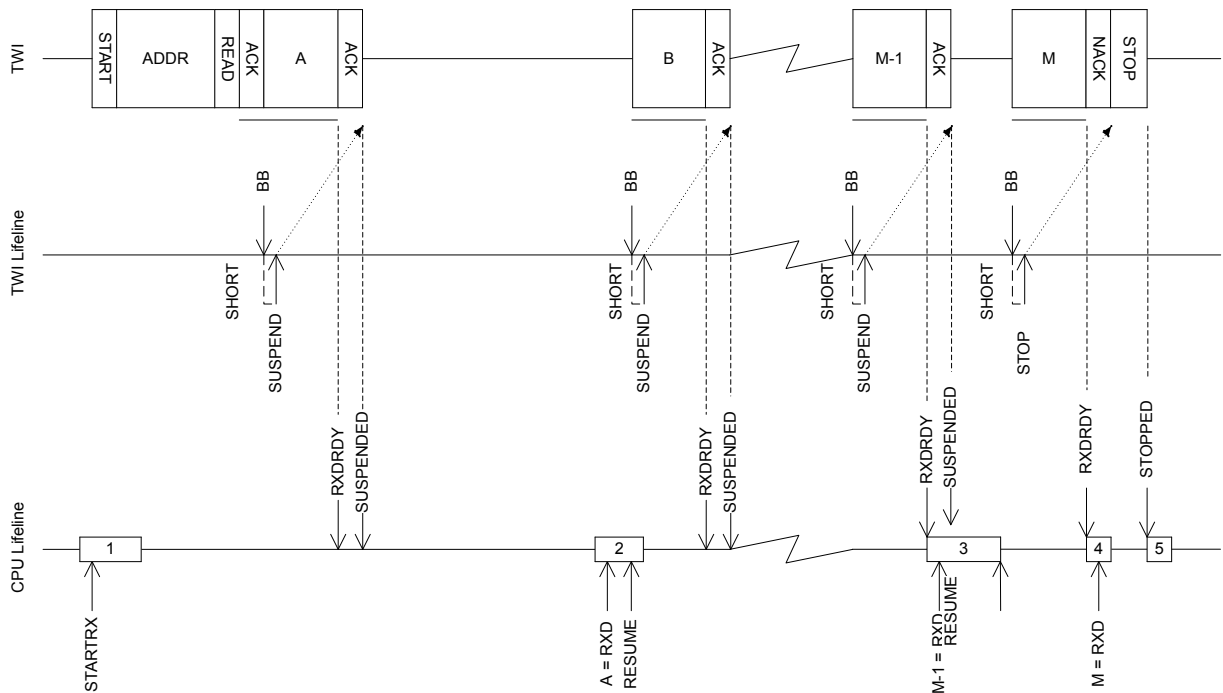 TWI
START
ADDR
READ
ACK
A
ACK
B
ACK
M-1
ACK
M
NACK
STOP
TWI Lifeline
BB
SHORT
SUSPEND
BB
SHORT
SUSPEND
BB
SHORT
SUSPEND
BB
SHORT
STOP
RXDRDY
SUSPENDED
RXDRDY
SUSPENDED
RXDRDY
SUSPENDED
RXDRDY
STOPPED
CPU Lifeline
1
2
3
4
5
STARTRX
A = RXD
RESUME
M-1 = RXD
RESUME
M = RXD